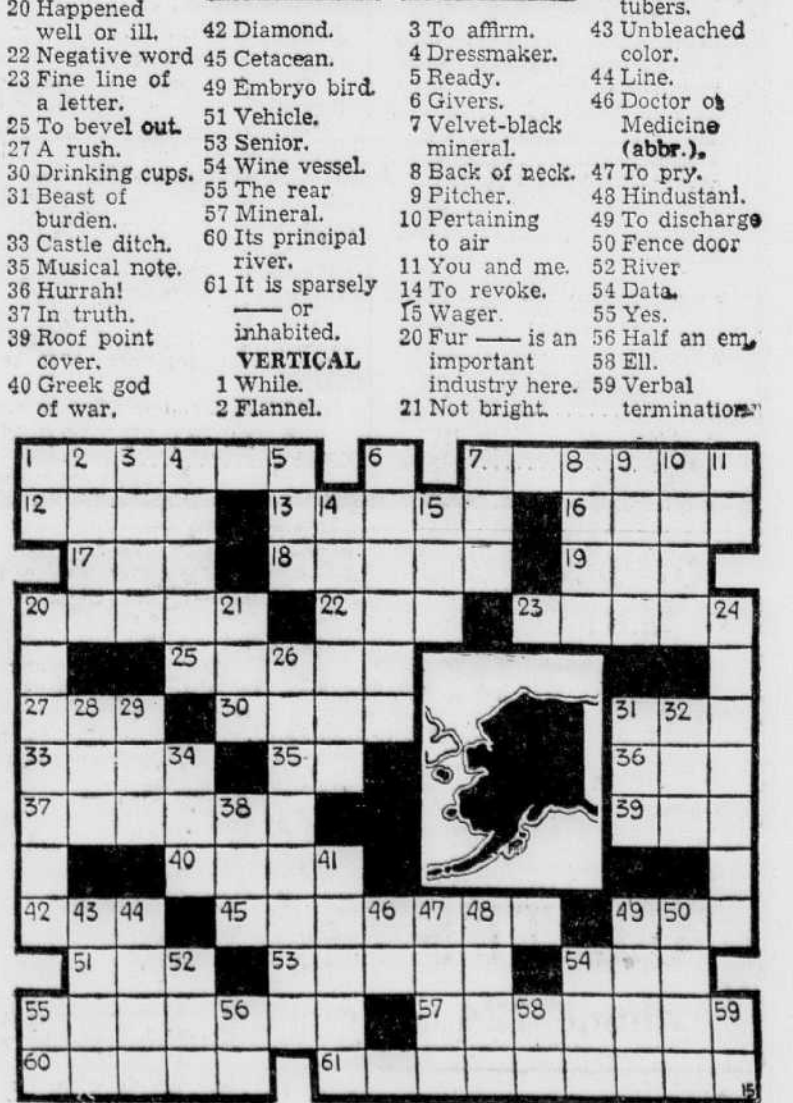 20 Happened
well or ill.
22 Negative word
23 Fine line of
a letter.
25 To bevel out.
27 A rush.
30 Drinking cups.
31 Beast of
burden.
33 Castle ditch.
35 Musical note.
36 Hurrah!
37 In truth.
39 Roof point
cover.
40 Greek god
of war.
42 Diamond.
45 Cetacean.
49 Embryo bird.
51 Vehicle.
53 Senior.
54 Wine vessel.
55 The rear
57 Mineral.
60 Its principal
river.
61 It is sparsely
—— or
inhabited.
VERTICAL
1 While.
2 Flannel.
3 To affirm.
4 Dressmaker.
5 Ready.
6 Givers.
7 Velvet-black
mineral.
8 Back of neck.
9 Pitcher.
10 Pertaining
to air
11 You and me.
14 To revoke.
15 Wager.
20 Fur —— is an
important
industry here.
21 Not bright.
tubers.
43 Unbleached
color.
44 Line.
46 Doctor of
Medicine
(abbr.).
47 To pry.
48 Hindustani.
49 To discharge
50 Fence door
52 River
54 Data.
55 Yes.
56 Half an em.
58 Ell.
59 Verbal
termination.
1 2 3 4 5 6 7 8 9 10 11
12 13 14 15 16
17 18 19
20 21 22 23 24
25 26
27 28 29 30 31 32
33 34 35 36
37 38 39
40 41
42 43 44 45 46 47 48 49 50
51 52 53 54
55 56 57 58 59
60 61
15